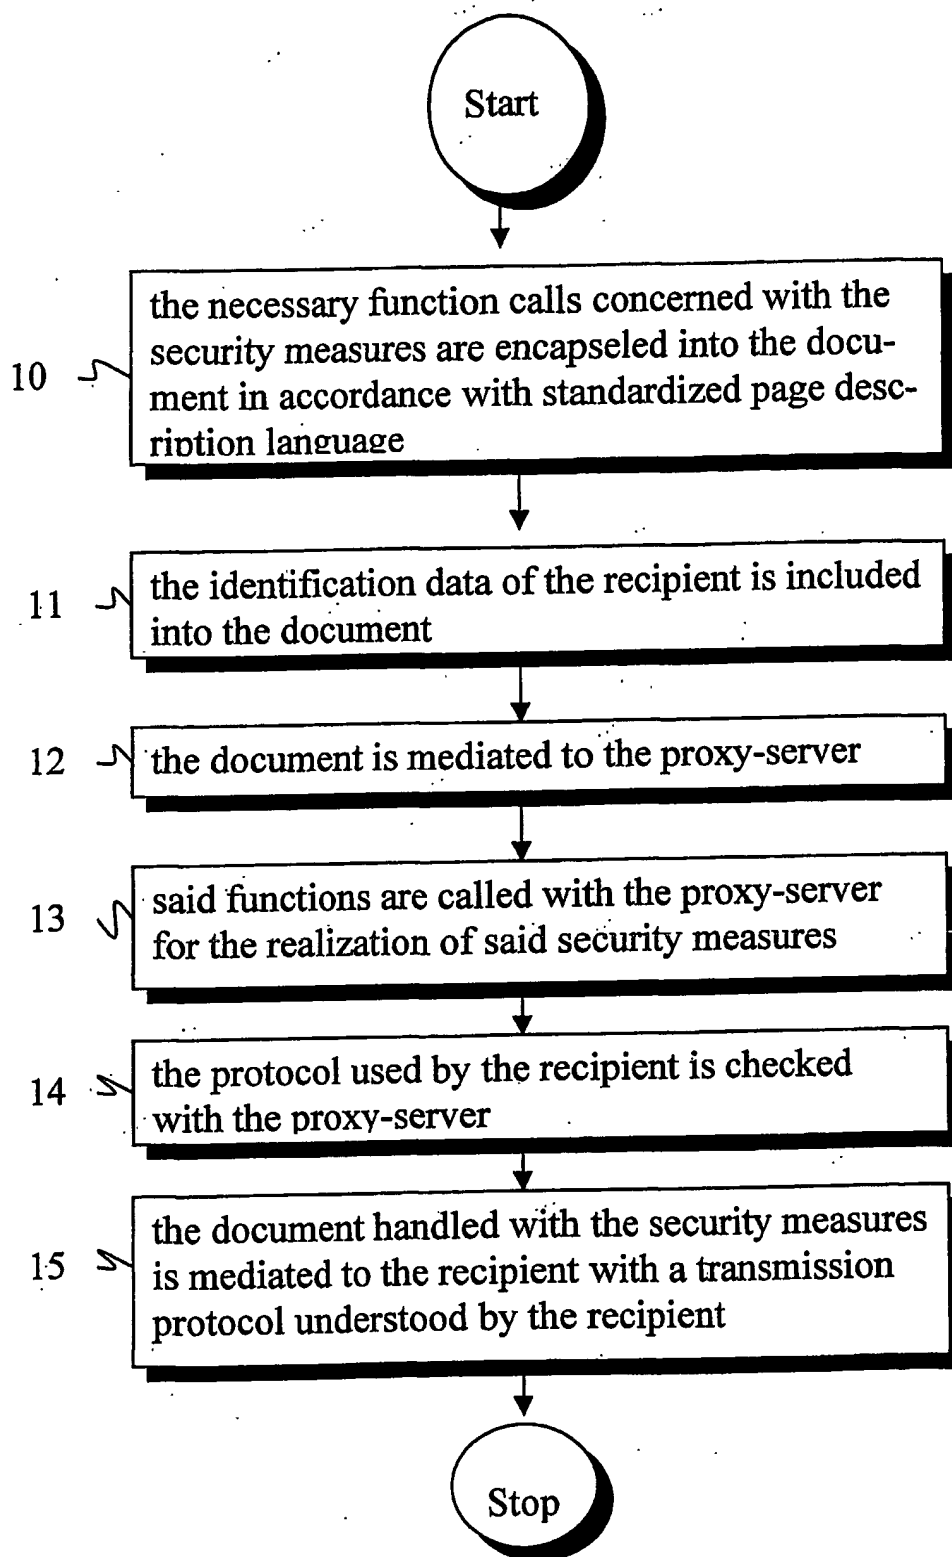 Start
10
the necessary function calls concerned with the
security measures are encapseled into the docu-
ment in accordance with standardized page desc-
ription language
11
the identification data of the recipient is included
into the document
12
the document is mediated to the proxy-server
13
said functions are called with the proxy-server
for the realization of said security measures
14
the protocol used by the recipient is checked
with the proxy-server
15
the document handled with the security measures
is mediated to the recipient with a transmission
protocol understood by the recipient
Stop